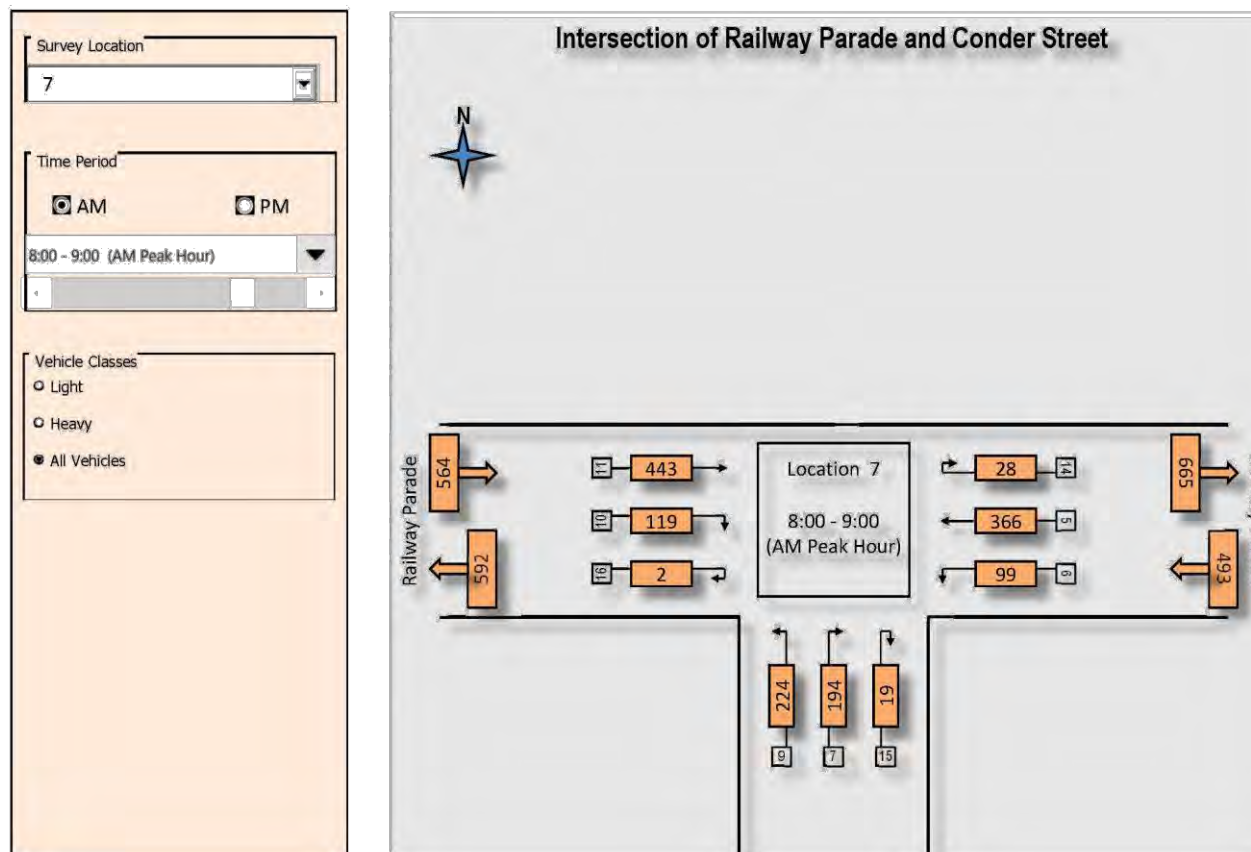 Survey Location
7
Time Period
AM
PM
8:00 - 9:00 (AM Peak Hour)
Vehicle Classes
Light
Heavy
All Vehicles
Intersection of Railway Parade and Conder Street
N
Railway Parade
564
592
11
443
10
119
16
2
Location 7
8:00 - 9:00
(AM Peak Hour)
28
14
366
5
99
6
665
493
224
194
19
9
7
15